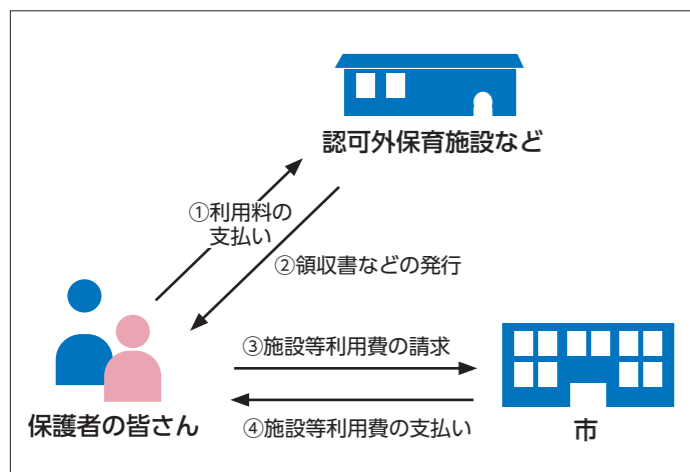 認可外保育施設など
①利用料の
支払い
②領収書などの発行
③施設等利用費の請求
保護者の皆さん
④施設等利用費の支払い
市